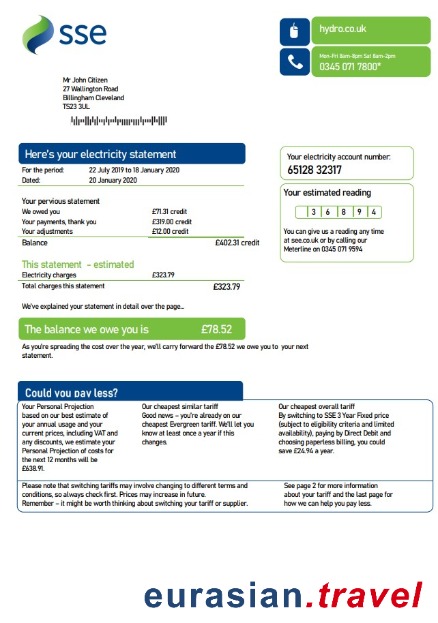 sse
hydro.co.uk
Mon-Fri 8am-8pm Sat 8am-2pm
0345 071 7800*
Mr John Citizen
27 Wallington Road
Billingham Cleveland
TS23 3UL
Here's your electricity statement
For the period: 22 July 2019 to 18 January 2020
Dated: 20 January 2020
Your electricity account number:
65128 32317
Your pervious statement
We owed you £71.31 credit
Your payments, thank you £319.00 credit
Your adjustments £12.00 credit
Balance £402.31 credit
Your estimated reading
3 6 8 9 4
You can give us a reading any time
at see.co.uk or by calling our
Meterline on 0345 071 9594
This statement - estimated
Electricity charges £323.79
Total charges this statement £323.79
We've explained your statement in detail over the page...
The balance we owe you is £78.52
As you're spreading the cost over the year, we'll carry forward the £78.52 we owe you to your next
statement.
Could you pay less?
Your Personal Projection
based on our best estimate of
your annual usage and your
current prices, including VAT and
any discounts, we estimate your
Personal Projection of costs for
the next 12 months will be
£638.91.
Our cheapest similar tariff
Good news – you're already on our
cheapest Evergreen tariff. We'll let you
know at least once a year if this
changes.
Our cheapest overall tariff
By switching to SSE 3 Year Fixed price
(subject to eligibility criteria and limited
availability), paying by Direct Debit and
choosing paperless billing, you could
save £24.94 a year.
Please note that switching tariffs may involve changing to different terms and
conditions, so always check first. Prices may increase in future.
Remember – it might be worth thinking about switching your tariff or supplier.
See page 2 for more information
about your tariff and the last page for
how we can help you pay less.
eurasian.travel